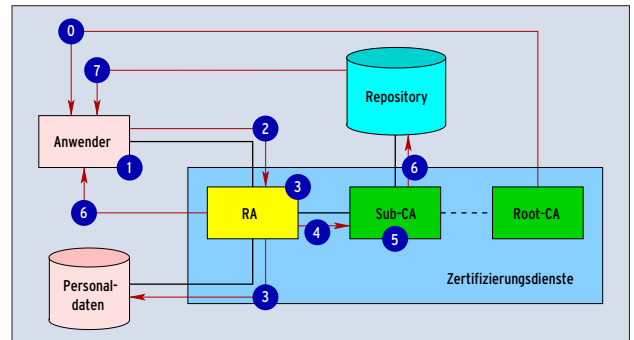 0
7
Repository
2
Anwender
1
6
3
6
RA
Sub-CA
Root-CA
4
5
Zertifizierungsdienste
Personal-
daten
3